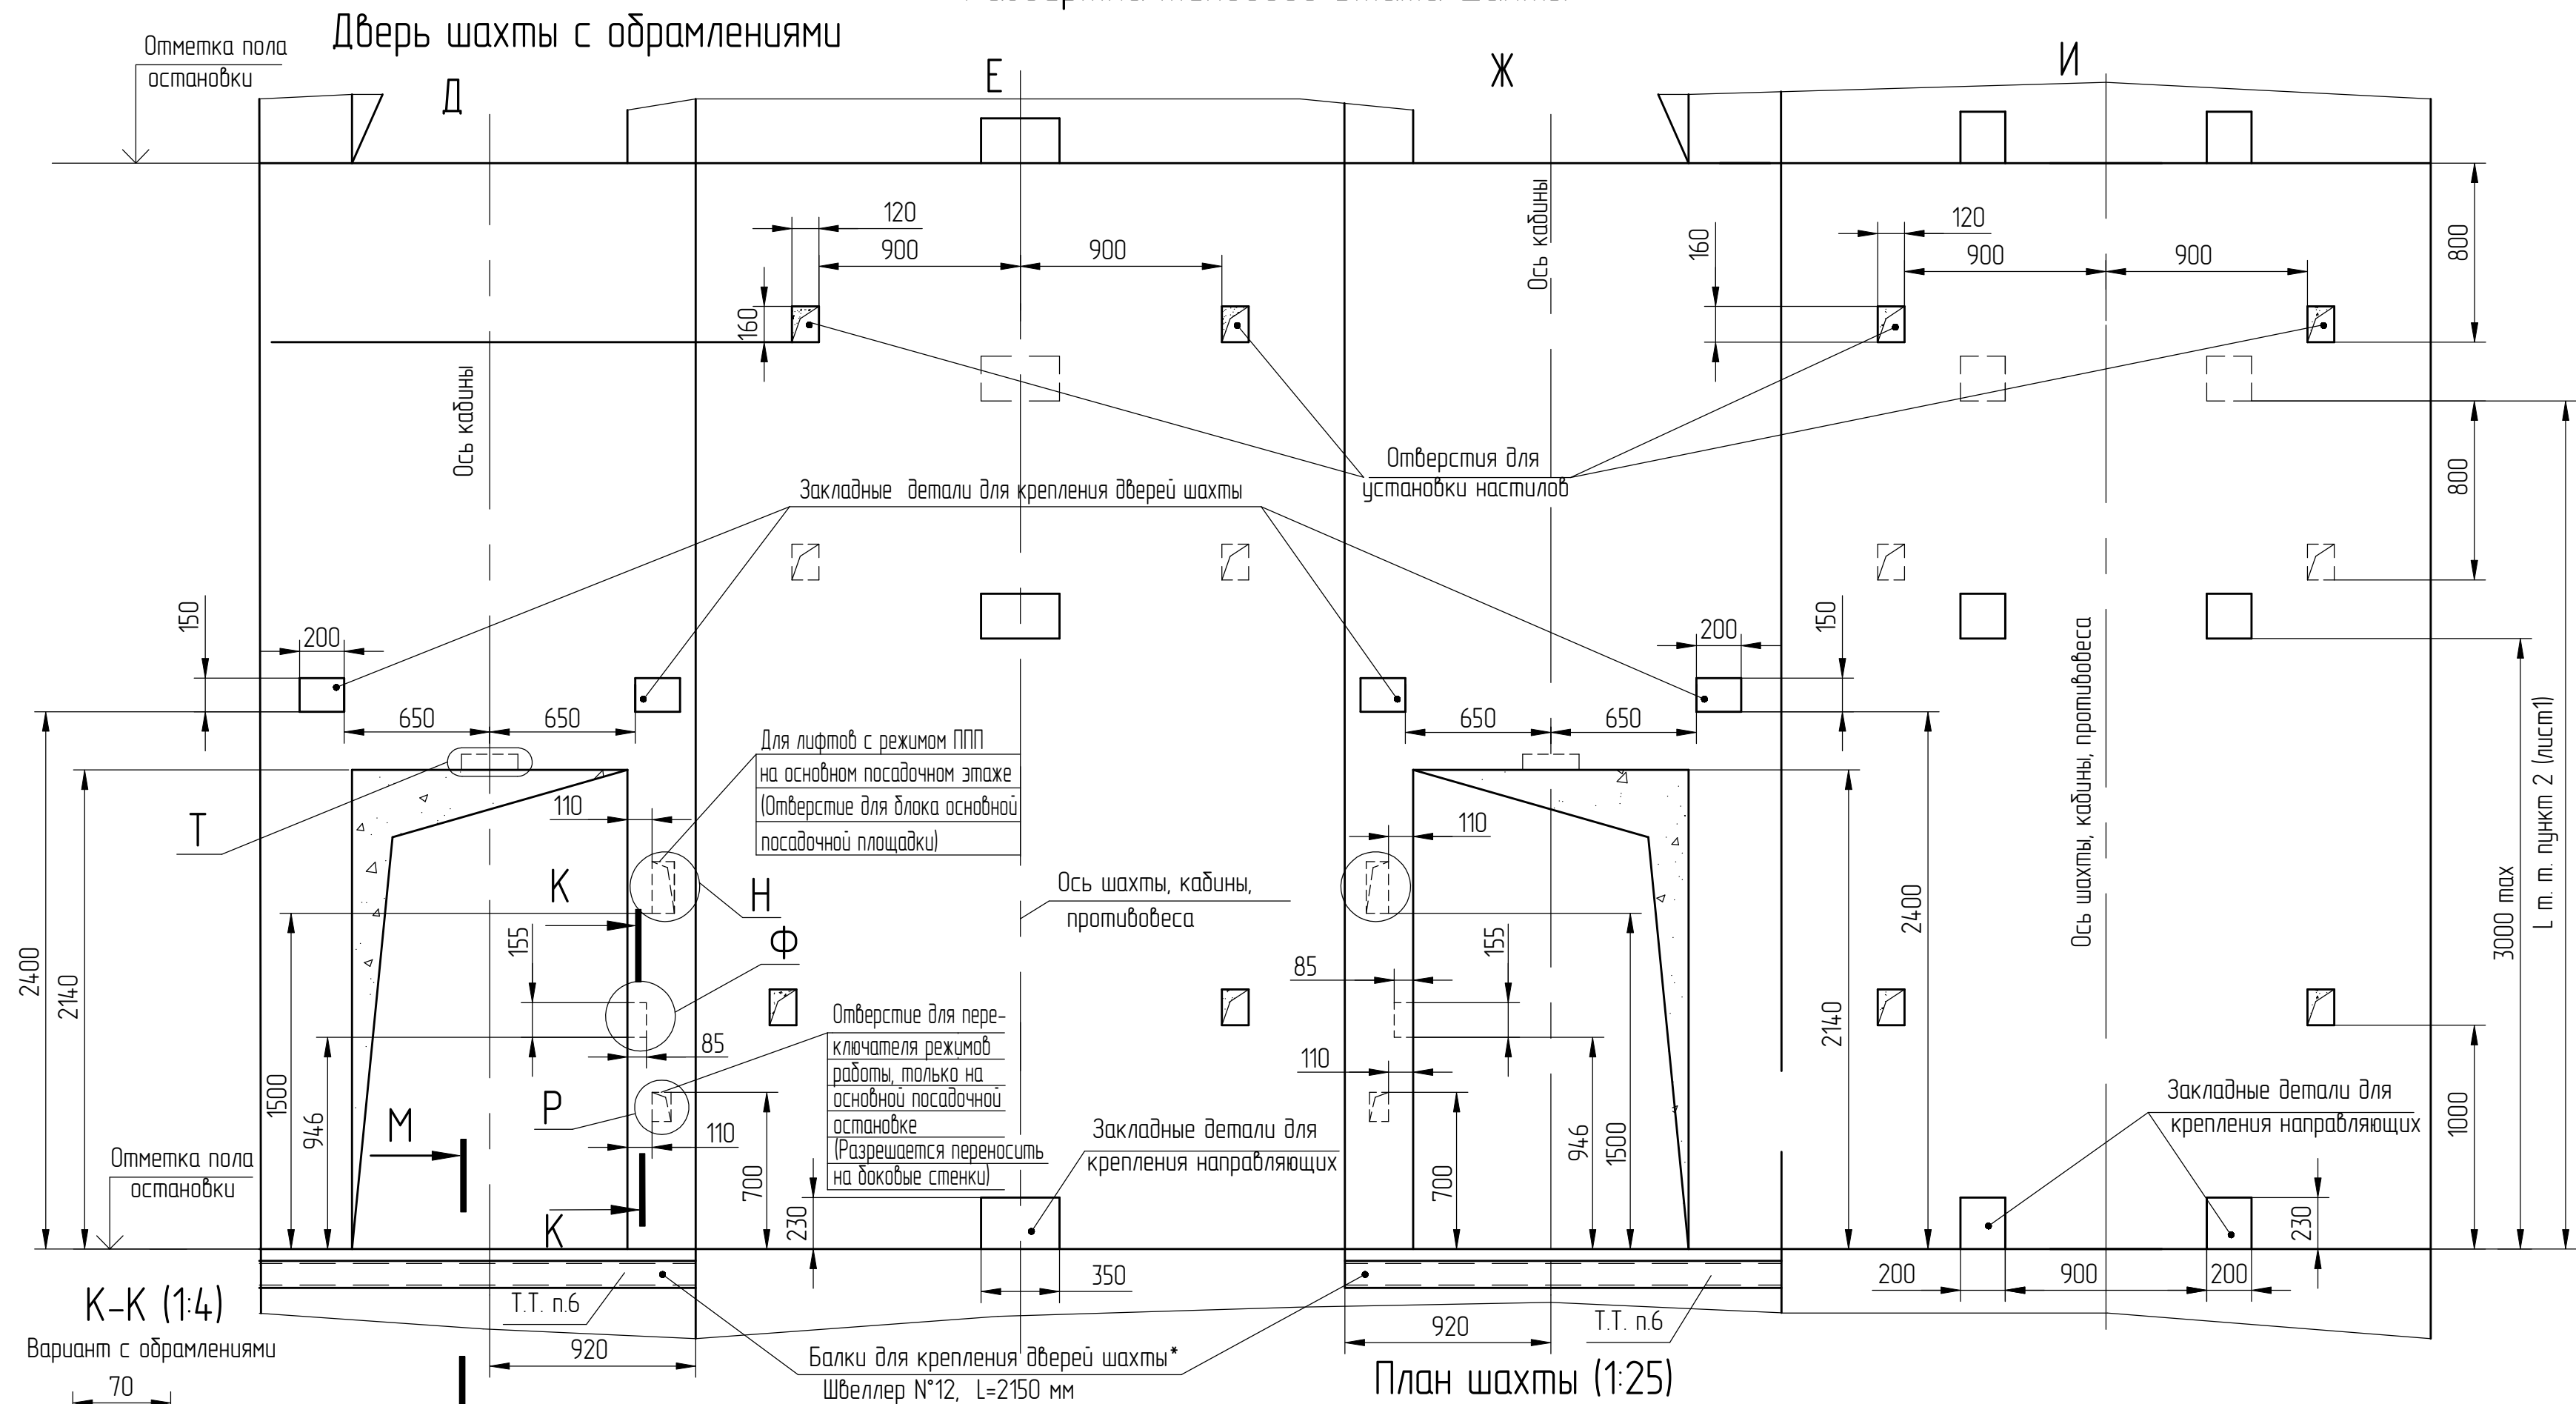 Дверь шахты с обрамлениями
Отметка пола
остановки
Д
Е
Ж
И
120
900
900
160
Ось кабины
Ось кабины
160
120
900
900
800
800
Отверстия для
установки настилов
Закладные детали для крепления дверей шахты
150
200
650
650
650
650
200
150
Для лифтов с режимом ППП
на основном посадочном этаже
(Отверстие для блока основной
посадочной площадки)
Т
110
110
К
Н
Ф
Ось шахты, кабины,
противовеса
Ось шахты, кабины, противовеса
2400
2140
1500
946
155
85
Р
110
700
Отверстие для пере-
ключателя режимов
работы, только на
основной посадочной
остановке
(Разрешается переносить
на боковые стенки)
85
155
110
700
946
1500
2140
2400
3000 max
L т. т. пункт 2 (лист1)
1000
М
К
Отметка пола
остановки
Закладные детали для
крепления направляющих
Закладные детали для
крепления направляющих
230
350
230
200
900
200
К-К (1:4)
Вариант с обрамлениями
70
Т.Т. п.6
920
Балки для крепления дверей шахты*
Швеллер N°12, L=2150 мм
920
Т.Т. п.6
План шахты (1:25)